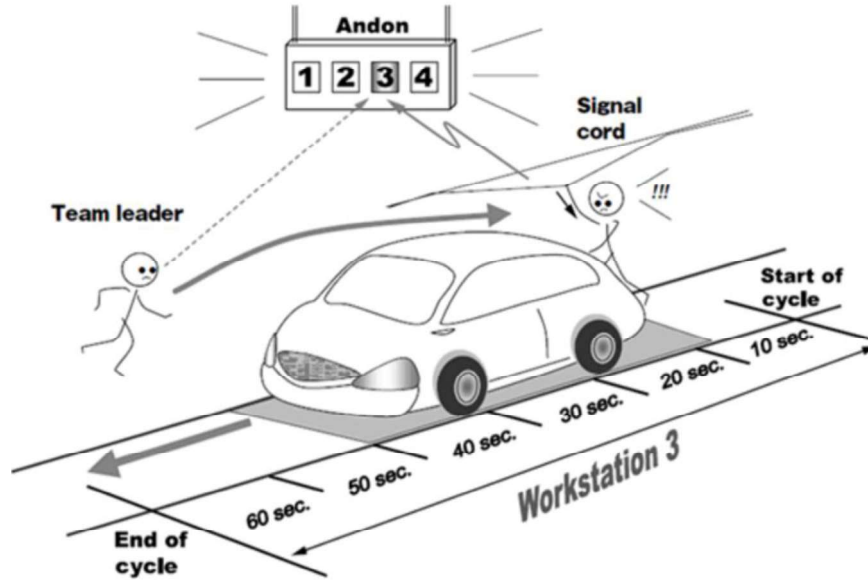 Andon
1 2 3 4
Signal
cord
!!!
Team leader
Start of
cycle
10 sec.
20 sec.
30 sec.
40 sec.
50 sec.
60 sec.
Workstation 3
End of
cycle